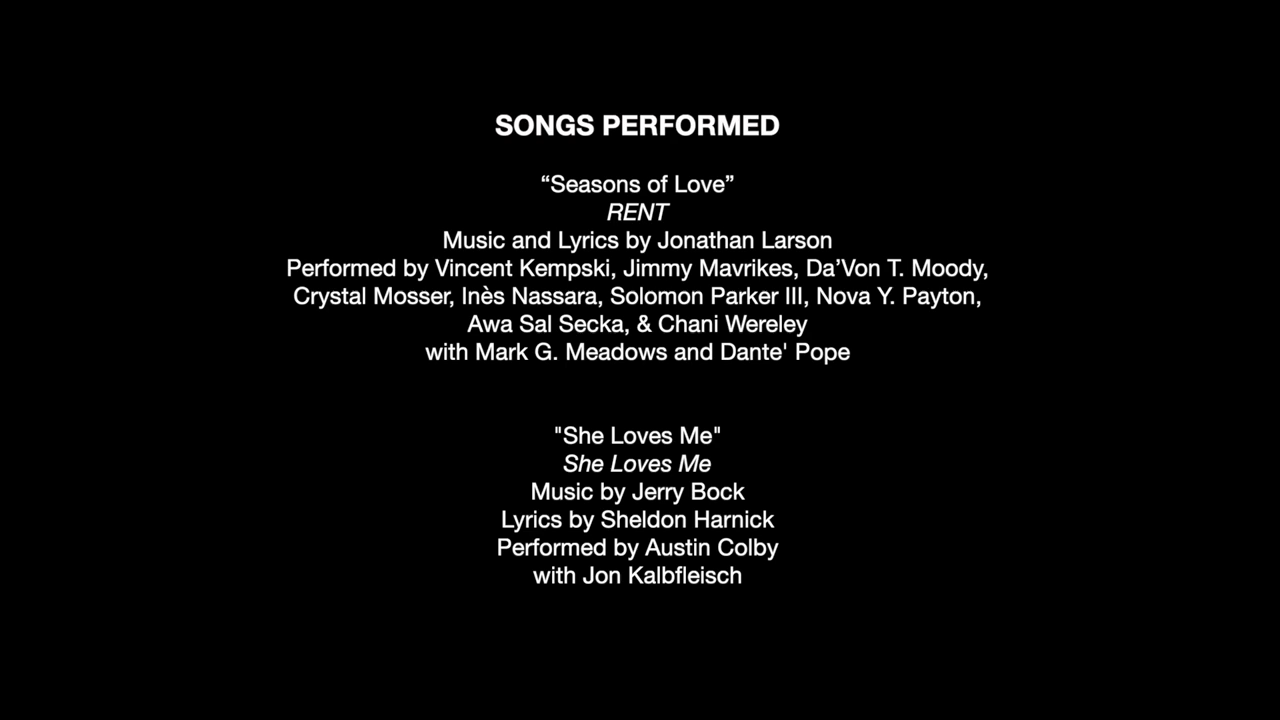 SONGS PERFORMED
“Seasons of Love”
RENT
Music and Lyrics by Jonathan Larson
Performed by Vincent Kempski, Jimmy Mavrikes, Da’Von T. Moody,
Crystal Mosser, Inès Nassara, Solomon Parker III, Nova Y. Payton,
Awa Sal Secka, & Chani Wereley
with Mark G. Meadows and Dante' Pope
"She Loves Me"
She Loves Me
Music by Jerry Bock
Lyrics by Sheldon Harnick
Performed by Austin Colby
with Jon Kalbfleisch